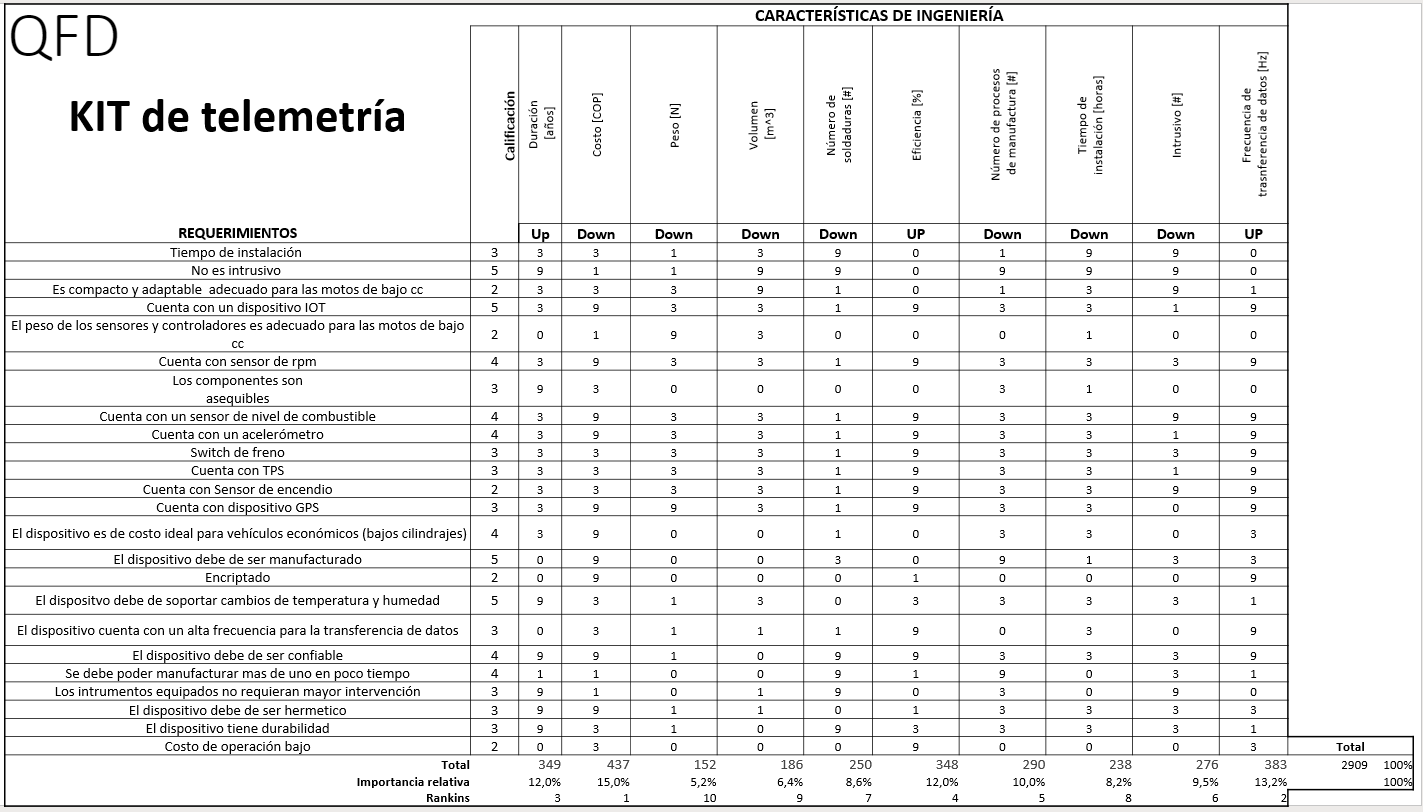 CARACTERÍSTICAS DE INGENIERÍA
QFD
KIT de telemetría
Calificación
Duración
[años]
Costo [COP]
Peso [N]
Volumen
[m^3]
Número de
soldaduras [#]
Eficiencia [%]
Número de procesos
de manufactura [#]
Tiempo de
instalación [horas]
Intrusivo [#]
Frecuencia de
trasnferencia de datos [Hz]
REQUERIMIENTOS Up Down Down Down Down UP Down Down Down UP
Tiempo de instalación 3 3 3 1 3 9 0 1 9 9 0
No es intrusivo 5 9 1 1 9 9 0 9 9 9 0
Es compacto y adaptable adecuado para las motos de bajo cc 2 3 3 3 9 1 0 1 3 9 1
Cuenta con un dispositivo IOT 5 3 9 3 3 1 9 3 3 1 9
El peso de los sensores y controladores es adecuado para las motos de bajo
cc 2 0 1 9 3 0 0 0 1 0 0
Cuenta con sensor de rpm 4 3 9 3 3 1 9 3 3 3 9
Los componentes son
asequibles 3 9 3 0 0 0 0 3 1 0 0
Cuenta con un sensor de nivel de combustible 4 3 9 3 3 1 9 3 3 9 9
Cuenta con un acelerómetro 4 3 9 3 3 1 9 3 3 1 9
Switch de freno 3 3 3 3 3 1 9 3 3 3 9
Cuenta con TPS 3 3 3 3 3 1 9 3 3 1 9
Cuenta con Sensor de encendio 2 3 3 3 3 1 9 3 3 9 9
Cuenta con dispositivo GPS 3 3 9 9 3 1 9 3 3 0 9
El dispositivo es de costo ideal para vehículos económicos (bajos cilindrajes) 4 3 9 0 0 1 0 3 3 0 3
El dispositivo debe de ser manufacturado 5 0 9 0 0 3 0 9 1 3 3
Encriptado 2 0 9 0 0 0 1 0 0 0 9
El dispositvo debe de soportar cambios de temperatura y humedad 5 9 3 1 3 0 3 3 3 3 1
El dispositivo cuenta con un alta frecuencia para la transferencia de datos 3 0 3 1 1 1 9 0 3 0 9
El dispositivo debe de ser confiable 4 9 9 1 0 9 9 3 3 3 9
Se debe poder manufacturar mas de uno en poco tiempo 4 1 1 0 0 9 1 9 0 3 1
Los intrumentos equipados no requieran mayor intervención 3 9 1 0 1 9 0 3 0 9 0
El dispositivo debe de ser hermetico 3 9 9 1 1 0 1 3 3 3 3
El dispositivo tiene durabilidad 3 9 3 1 0 9 3 3 3 3 1
Costo de operación bajo 2 0 3 0 0 0 9 0 0 0 3 Total
Total 349 437 152 186 250 348 290 238 276 383 2909 100%
Importancia relativa 12,0% 15,0% 5,2% 6,4% 8,6% 12,0% 10,0% 8,2% 9,5% 13,2% 100%
Rankins 3 1 10 9 7 4 5 8 6 2